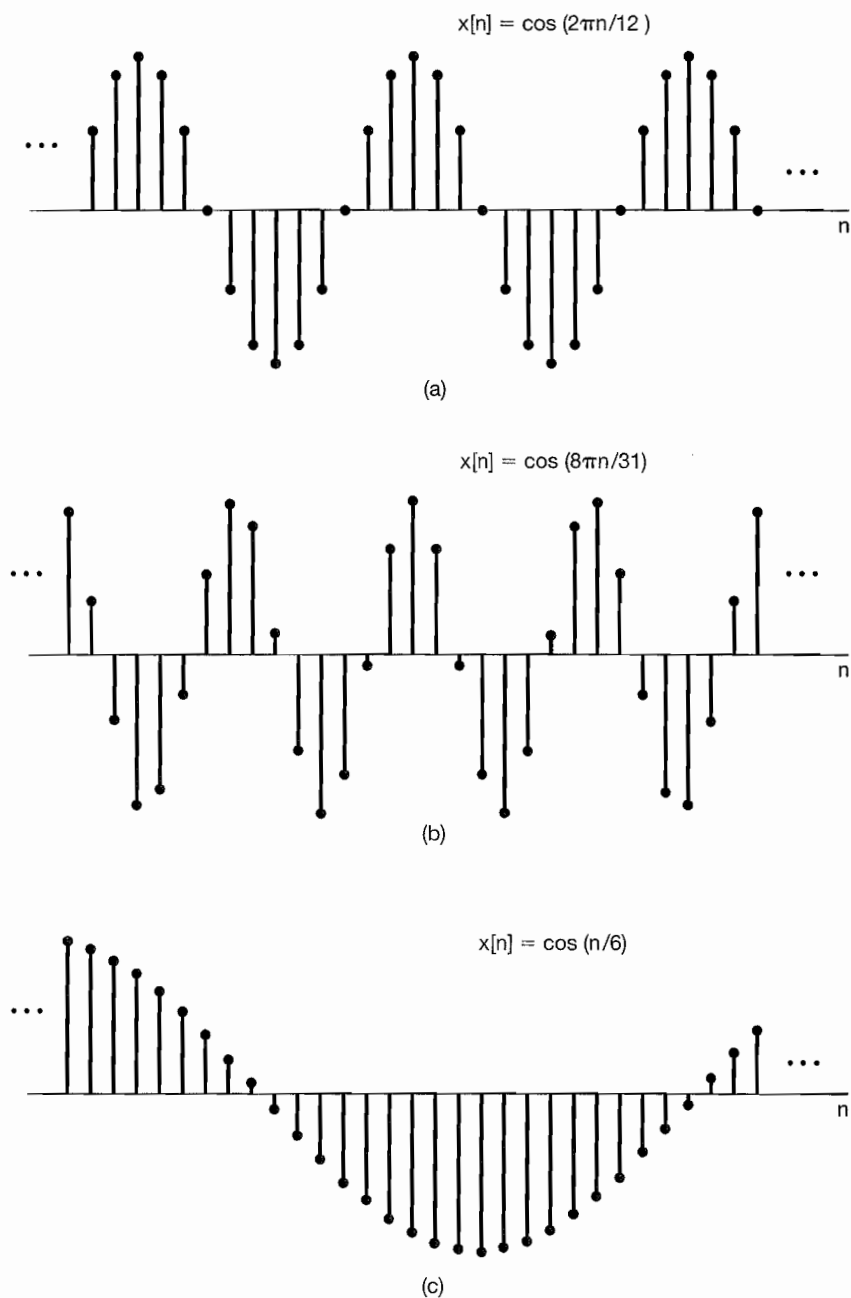 x[n] = cos (2πn/12 )
• • •
• • •
n
(a)
x[n] = cos (8πn/31)
• • •
• • •
n
(b)
x[n] = cos (n/6)
• • •
• • •
n
(c)